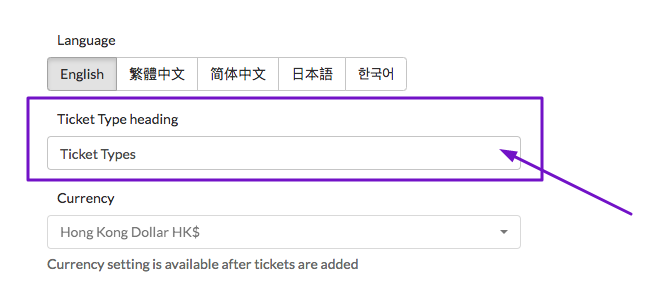 Language
English 繁體中文 简体中文 日本語 한국어
Ticket Type heading
Ticket Types
Currency
Hong Kong Dollar HK$
Currency setting is available after tickets are added